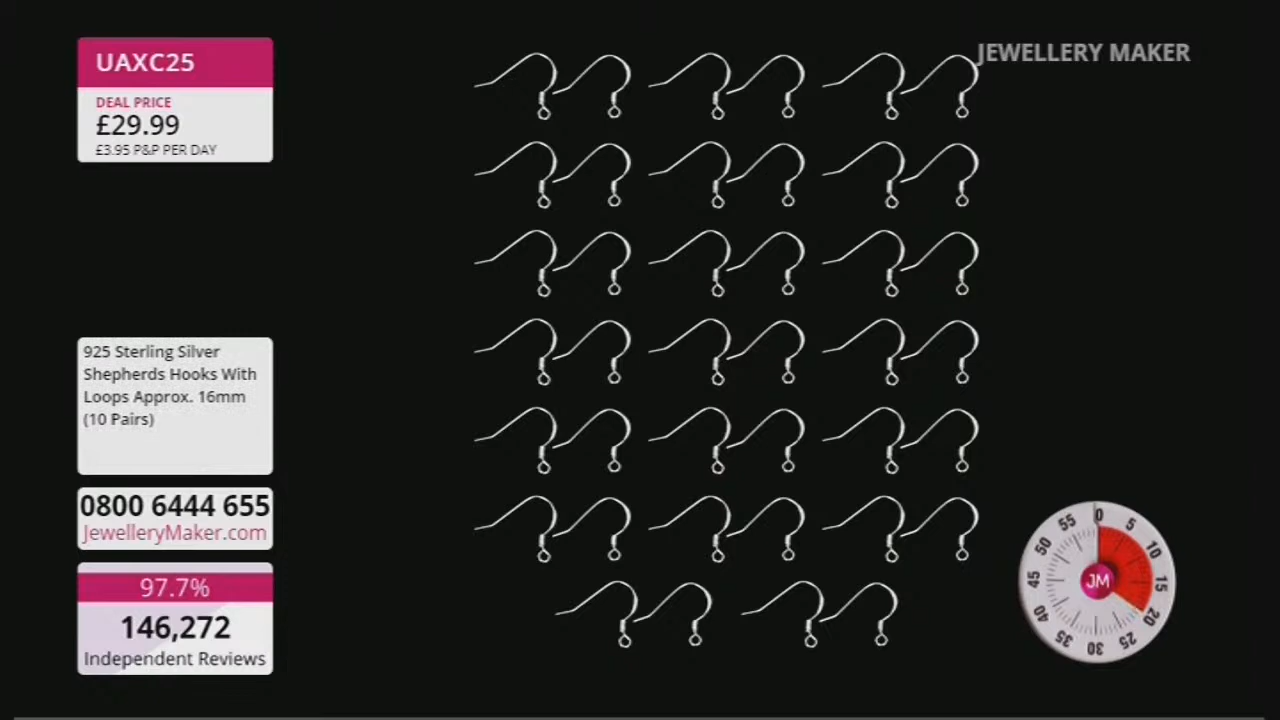 UAXC25
DEAL PRICE
£29.99
£3.95 P&P PER DAY
JEWELLERY MAKER
925 Sterling Silver
Shepherds Hooks With
Loops Approx. 16mm
(10 Pairs)
0800 6444 655
JewelleryMaker.com
97.7%
146,272
Independent Reviews
0
5
10
15
20
25
30
35
40
45
50
55
JM